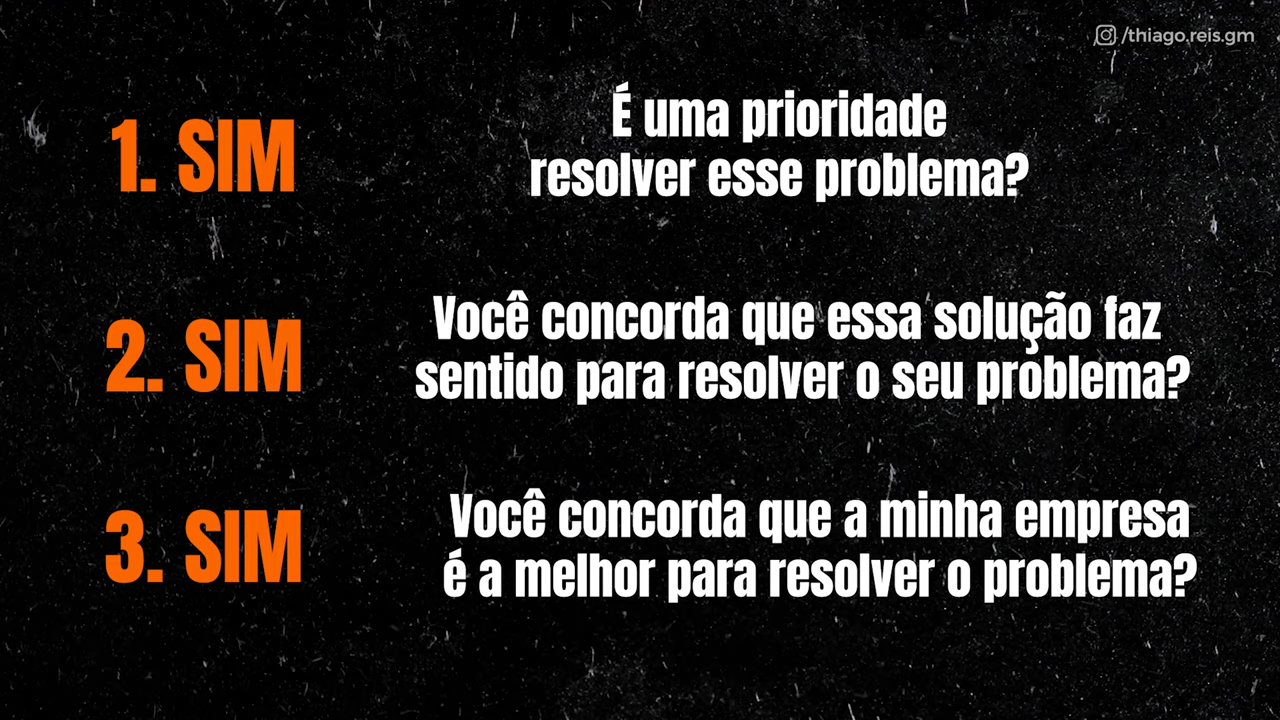 /thiago.reis.gm
1. SIM
É uma prioridade
resolver esse problema?
2. SIM
Você concorda que essa solução faz
sentido para resolver o seu problema?
3. SIM
Você concorda que a minha empresa
é a melhor para resolver o problema?